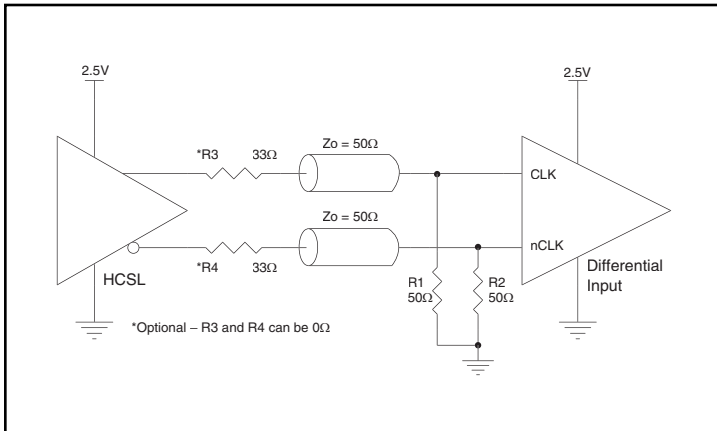 2.5V
2.5V
*R3 33Ω
Zo = 50Ω
CLK
Zo = 50Ω
nCLK
HCSL
*R4 33Ω
R1
50Ω
R2
50Ω
Differential
Input
*Optional – R3 and R4 can be 0Ω